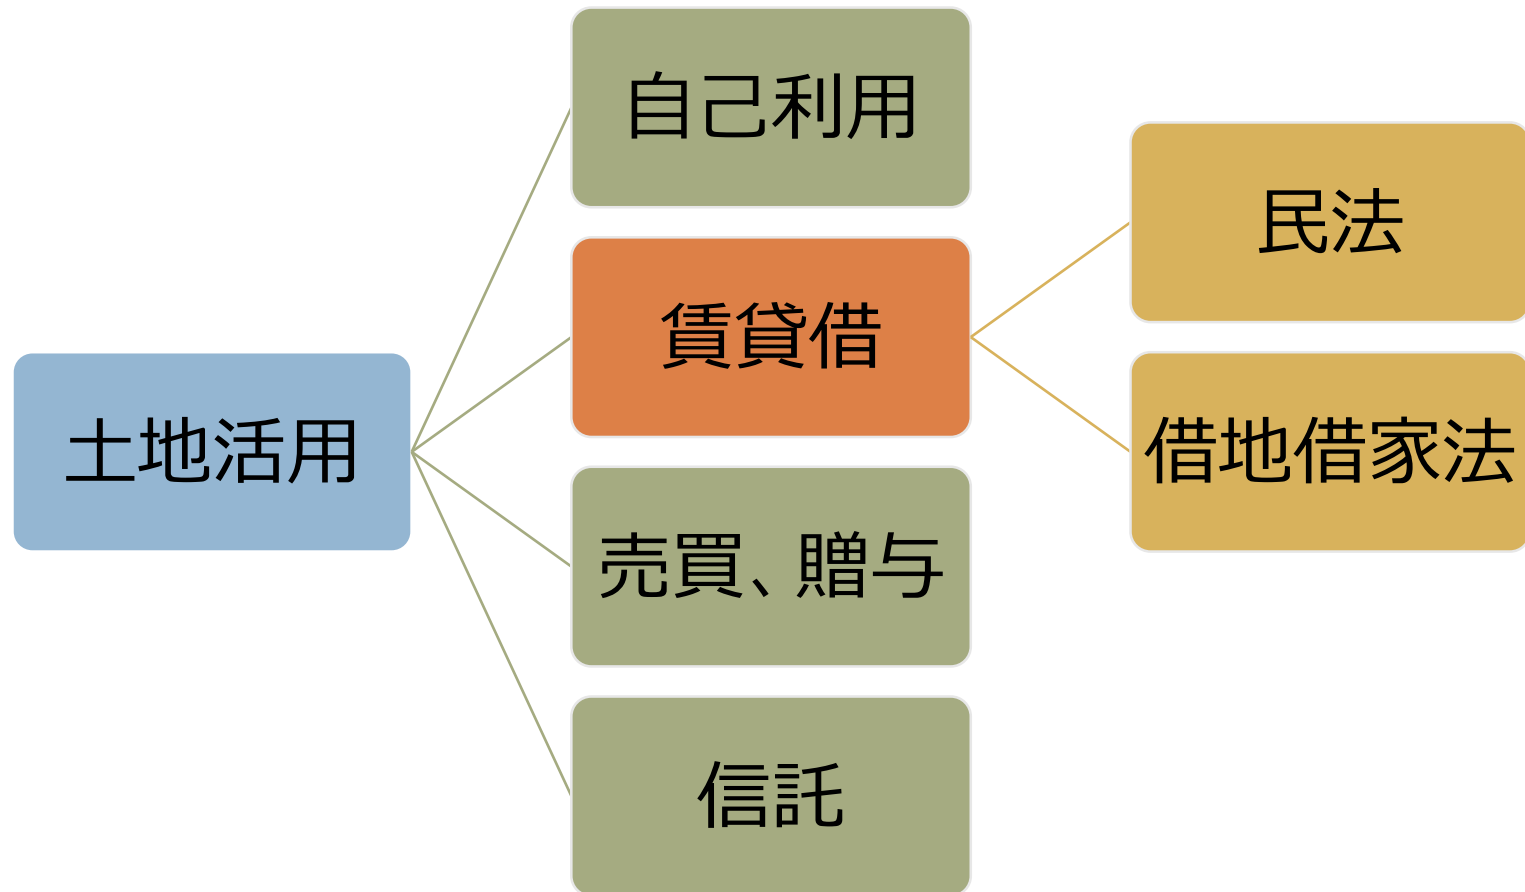 土地活用
自己利用
賃貸借
売買、贈与
信託
民法
借地借家法